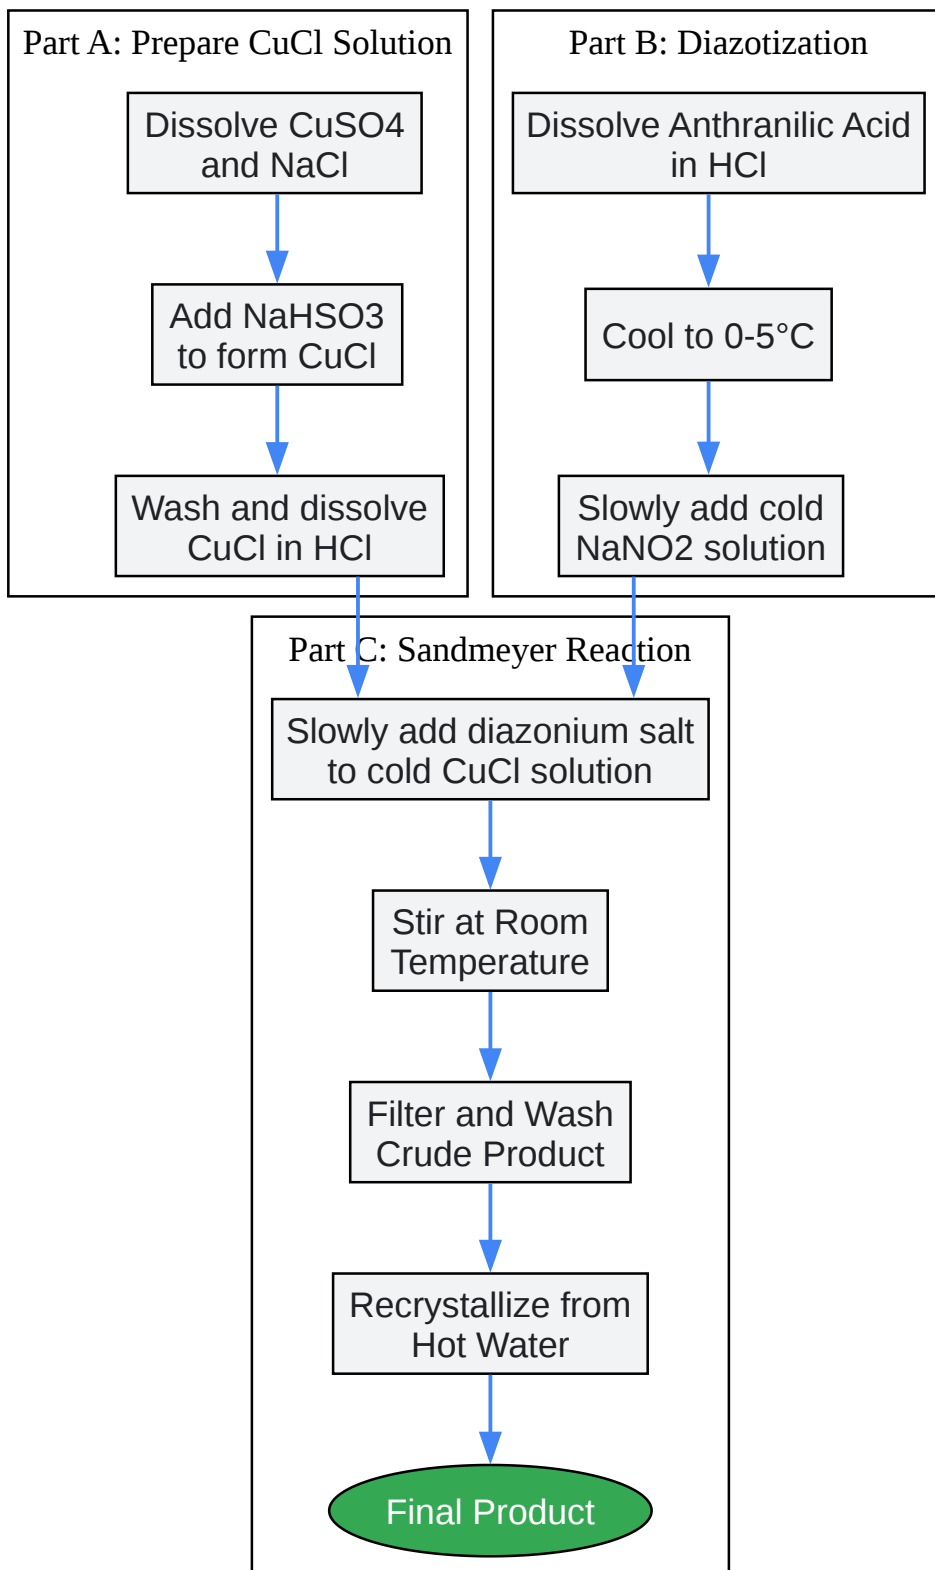 Part A: Prepare CuCl Solution
Dissolve CuSO4
and NaCl
Add NaHSO3
to form CuCl
Wash and dissolve
CuCl in HCl
Part B: Diazotization
Dissolve Anthranilic Acid
in HCl
Cool to 0-5°C
Slowly add cold
NaNO2 solution
Part C: Sandmeyer Reaction
Slowly add diazonium salt
to cold CuCl solution
Stir at Room
Temperature
Filter and Wash
Crude Product
Recrystallize from
Hot Water
Final Product